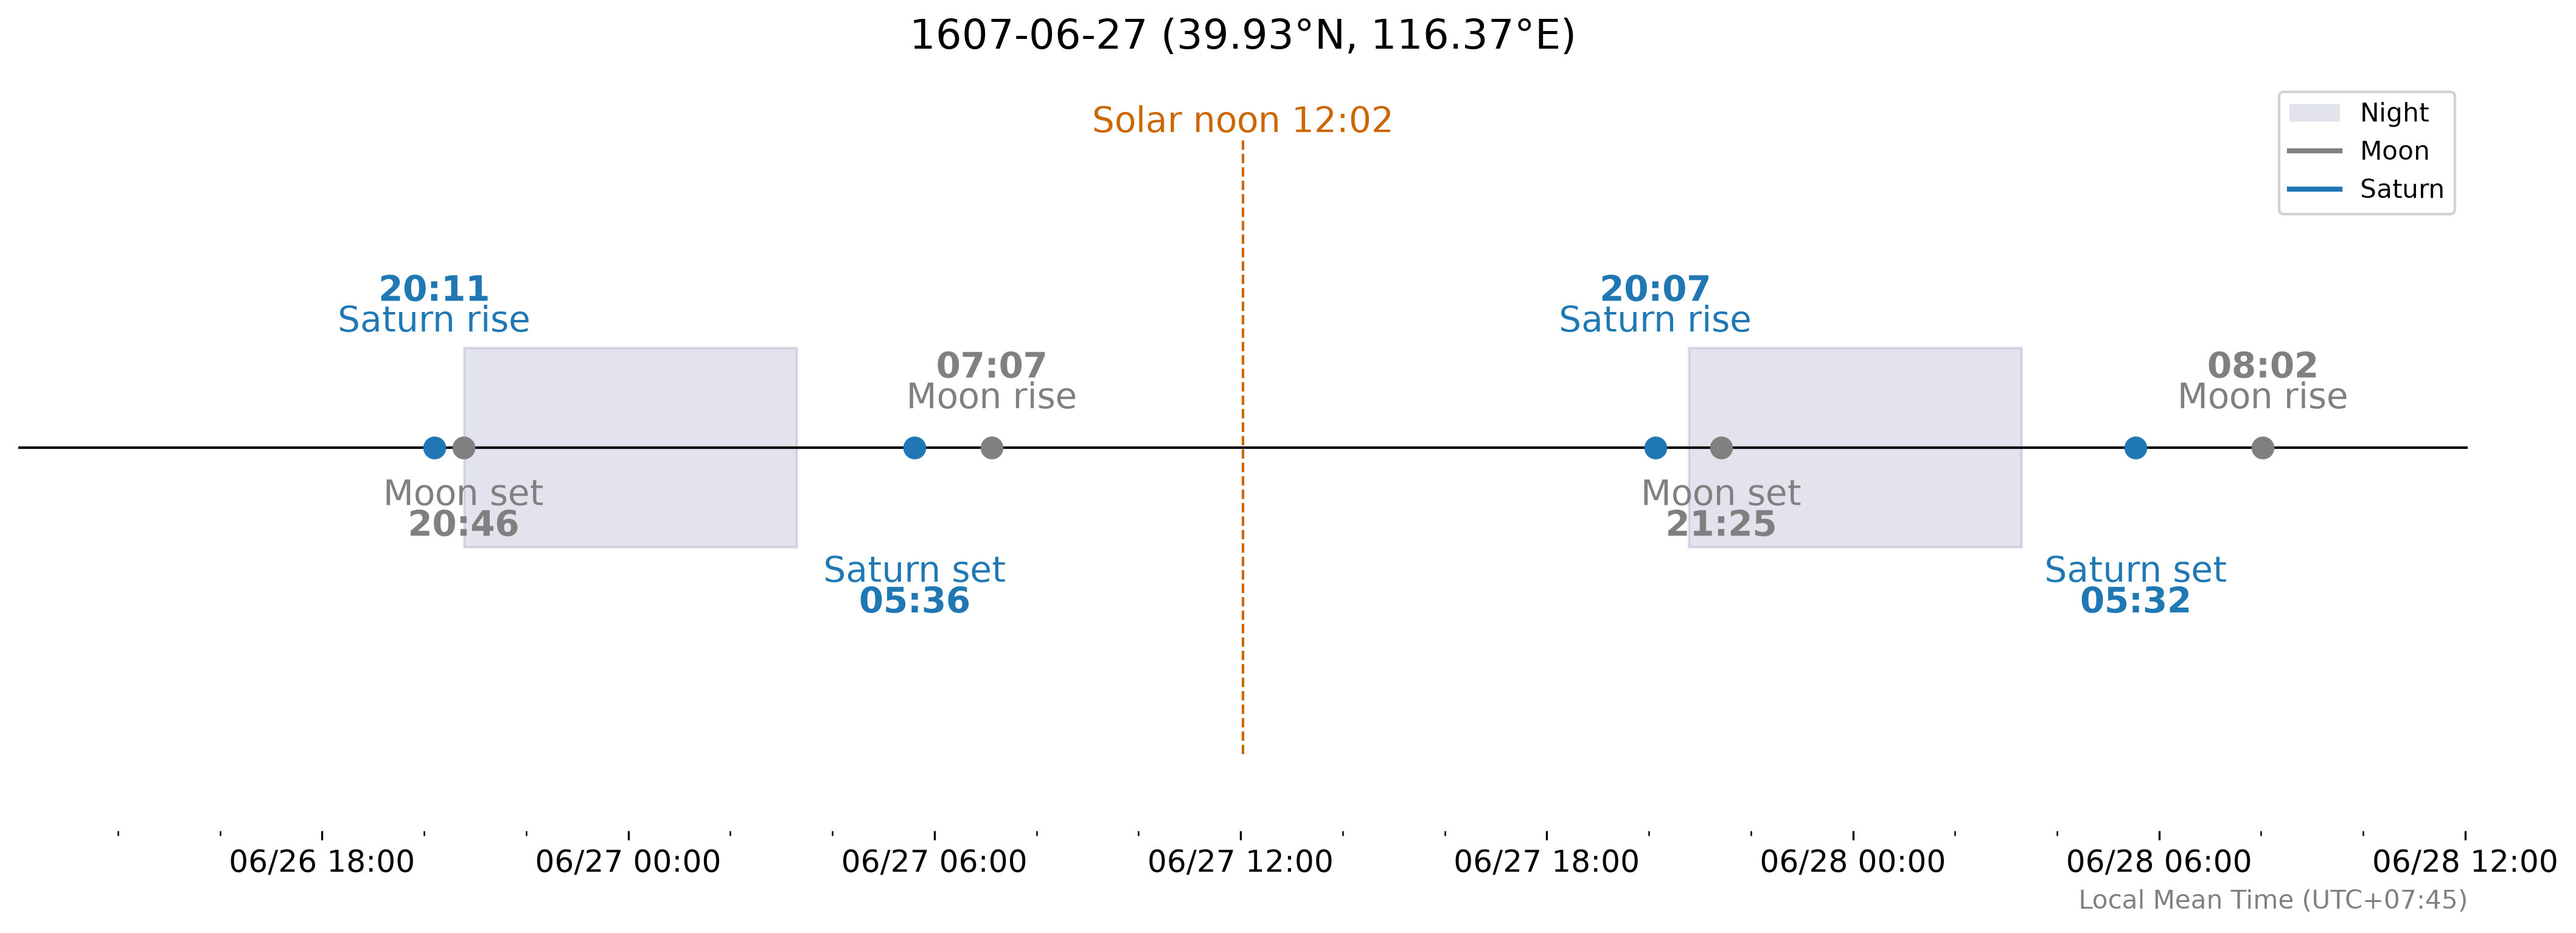 1607-06-27 (39.93°N, 116.37°E)
Solar noon 12:02
Night
Moon
Saturn
20:11
Saturn rise
20:07
Saturn rise
07:07
Moon rise
08:02
Moon rise
Moon set
20:46
Moon set
21:25
Saturn set
05:36
Saturn set
05:32
06/26 18:00
06/27 00:00
06/27 06:00
06/27 12:00
06/27 18:00
06/28 00:00
06/28 06:00
06/28 12:00
Local Mean Time (UTC+07:45)